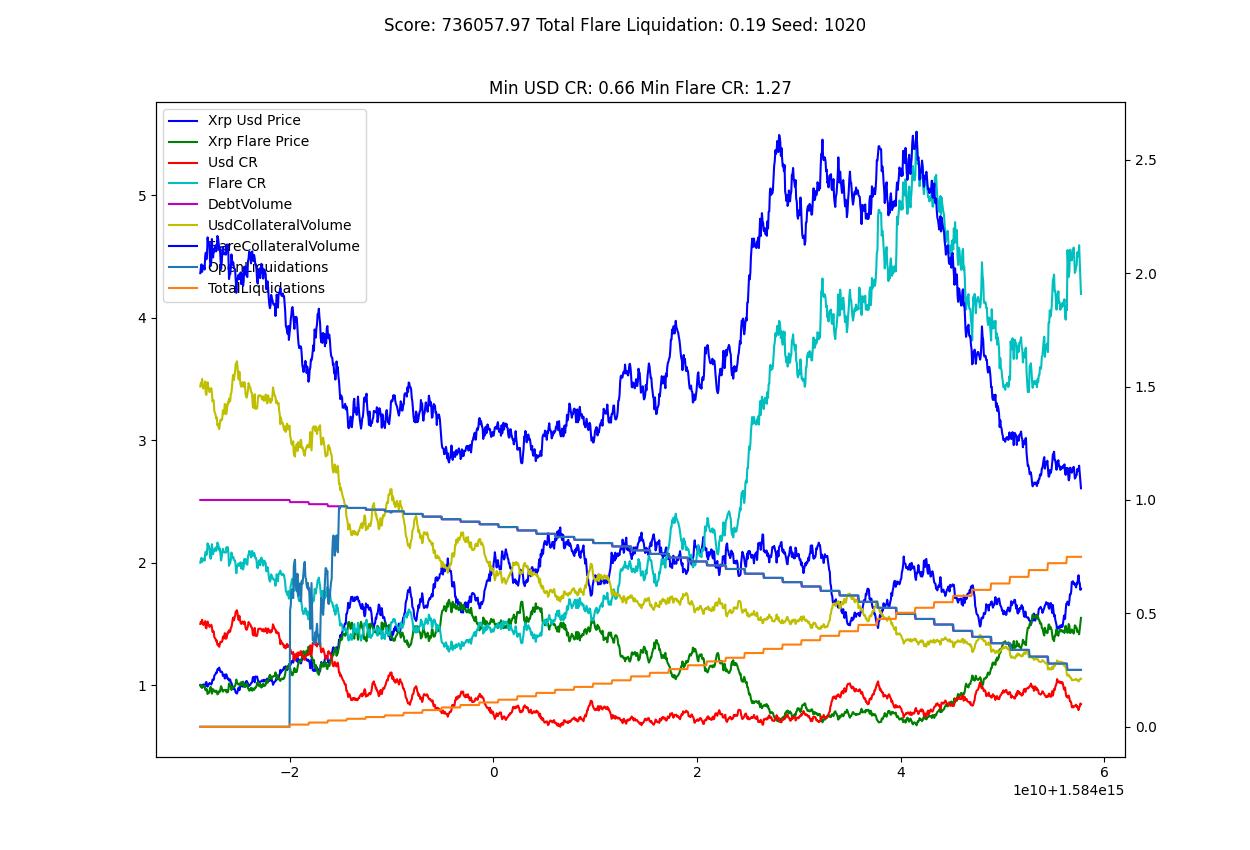 Score: 736057.97 Total Flare Liquidation: 0.19 Seed: 1020
Min USD CR: 0.66 Min Flare CR: 1.27
Xrp Usd Price
Xrp Flare Price
Usd CR
Flare CR
DebtVolume
UsdCollateralVolume
FlareCollateralVolume
OpenLiquidations
TotalLiquidations
5
4
3
2
1
2.5
2.0
1.5
1.0
0.5
0.0
−2
0
2
4
6
1e10+1.584e15